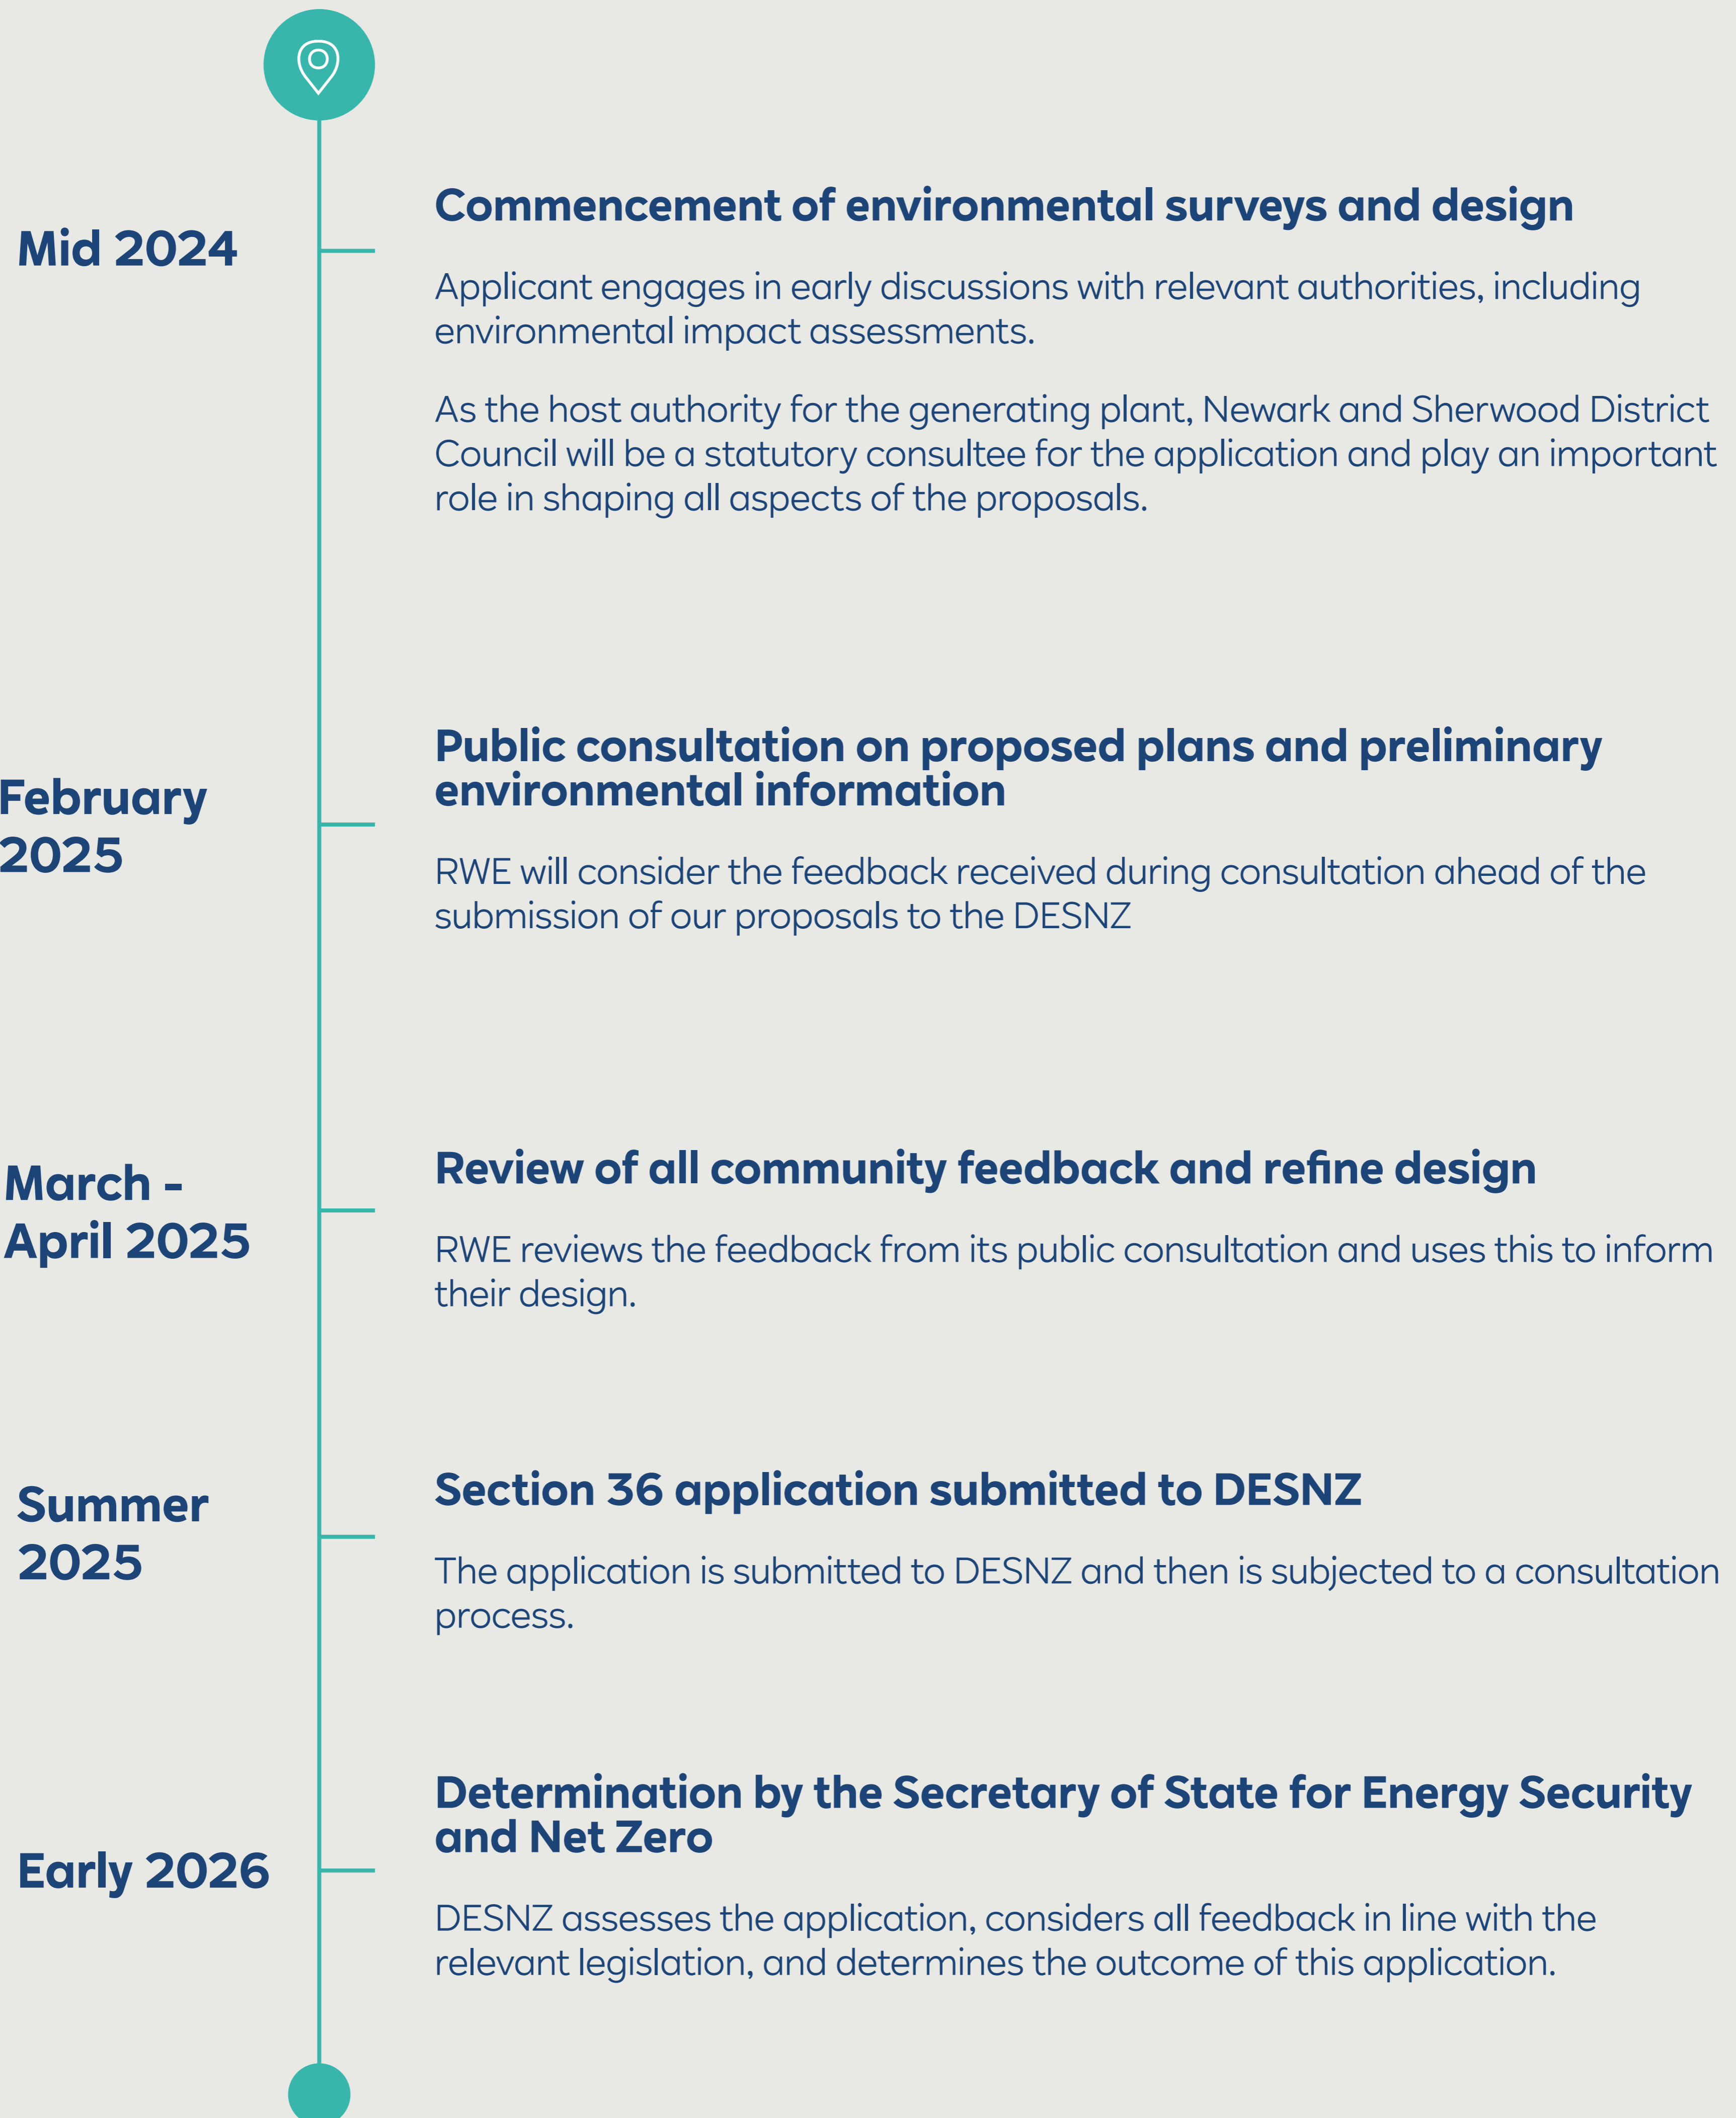 Mid 2024
Commencement of environmental surveys and design
Applicant engages in early discussions with relevant authorities, including
environmental impact assessments.
As the host authority for the generating plant, Newark and Sherwood District
Council will be a statutory consultee for the application and play an important
role in shaping all aspects of the proposals.
February
2025
Public consultation on proposed plans and preliminary
environmental information
RWE will consider the feedback received during consultation ahead of the
submission of our proposals to the DESNZ
March -
April 2025
Review of all community feedback and refine design
RWE reviews the feedback from its public consultation and uses this to inform
their design.
Summer
2025
Section 36 application submitted to DESNZ
The application is submitted to DESNZ and then is subjected to a consultation
process.
Early 2026
Determination by the Secretary of State for Energy Security
and Net Zero
DESNZ assesses the application, considers all feedback in line with the
relevant legislation, and determines the outcome of this application.